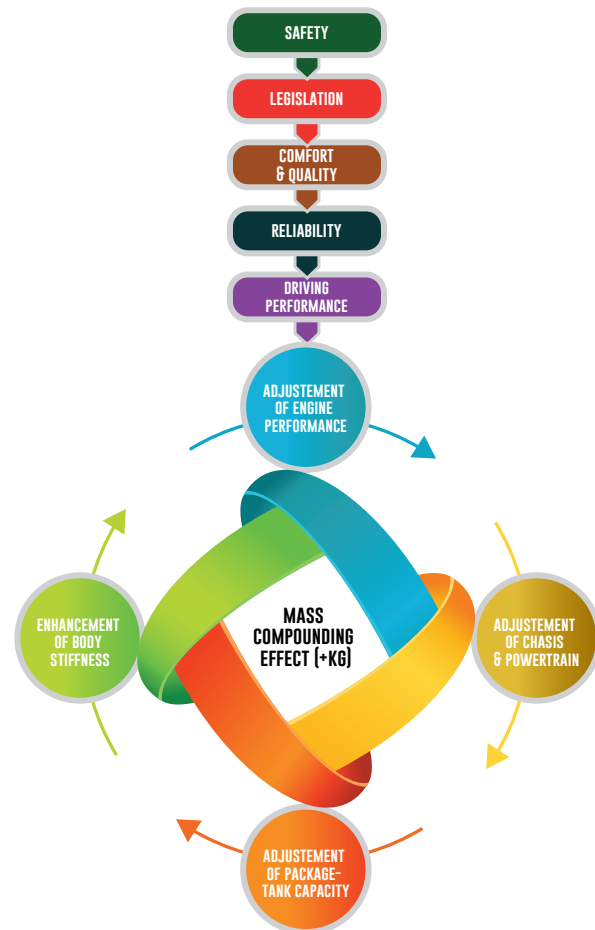 SAFETY
LEGISLATION
COMFORT
& QUALITY
RELIABILITY
DRIVING
PERFORMANCE
ADJUSTEMENT
OF ENGINE
PERFORMANCE
ENHANCEMENT
OF BODY
STIFFNESS
MASS
COMPOUNDING
EFFECT (+KG)
ADJUSTEMENT
OF CHASIS
& POWERTRAIN
ADJUSTEMENT
OF PACKAGE-
TANK CAPACITY